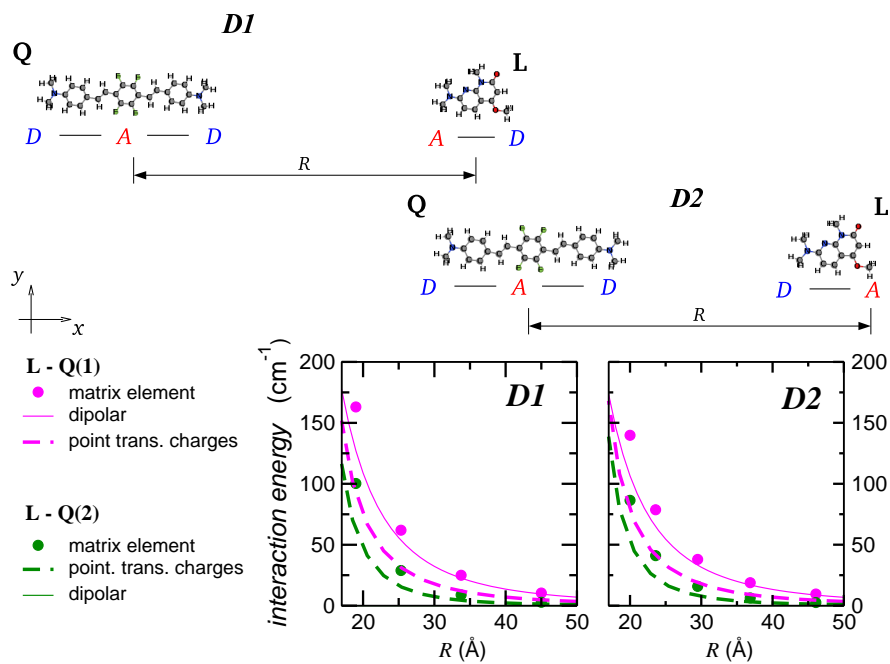 D1
Q
L
D — A — D
A — D
R
D2
Q
L
D — A — D
D — A
R
y
x
L - Q(1)
matrix element
dipolar
point trans. charges
L - Q(2)
matrix element
point. trans. charges
dipolar
interaction energy (cm⁻¹)
200
150
100
50
0
D1
20 30 40 50
R (Å)
D2
200
150
100
50
0
20 30 40 50
R (Å)